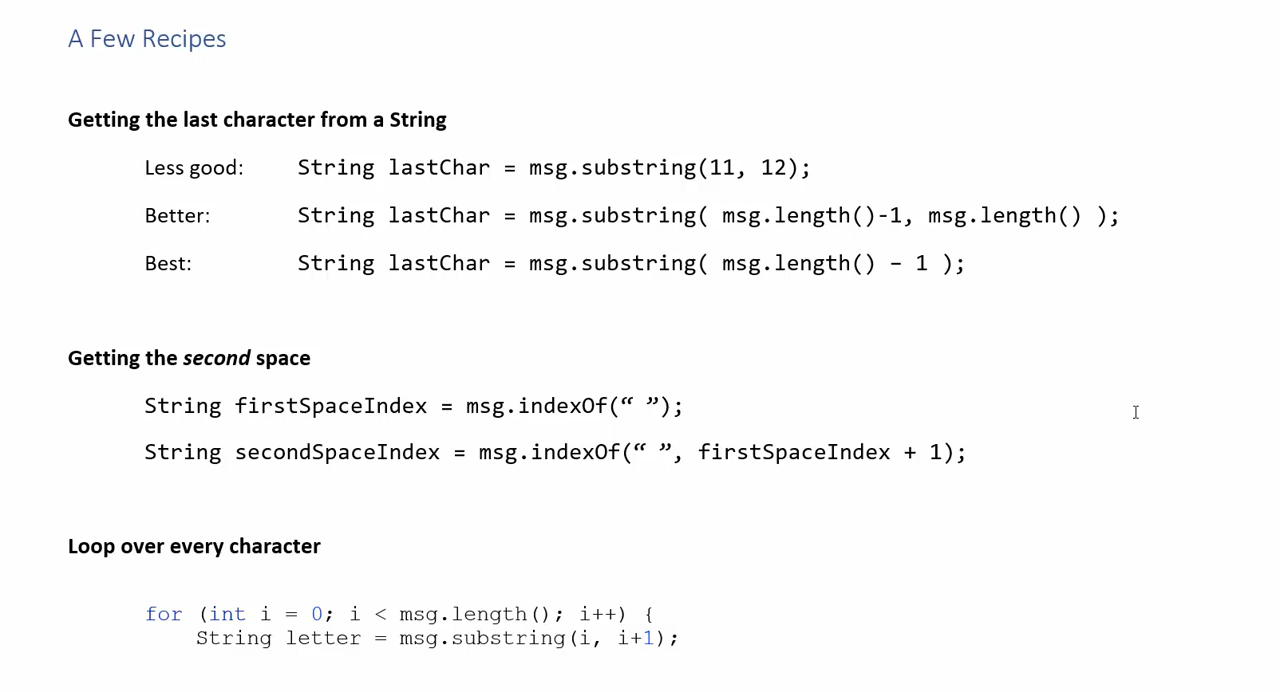 A Few Recipes
Getting the last character from a String
Less good: String lastChar = msg.substring(11, 12);
Better: String lastChar = msg.substring( msg.length()-1, msg.length() );
Best: String lastChar = msg.substring( msg.length() – 1 );
Getting the second space
String firstSpaceIndex = msg.indexOf(“ ”);
String secondSpaceIndex = msg.indexOf(“ ”, firstSpaceIndex + 1);
Loop over every character
for (int i = 0; i < msg.length(); i++) {
    String letter = msg.substring(i, i+1);